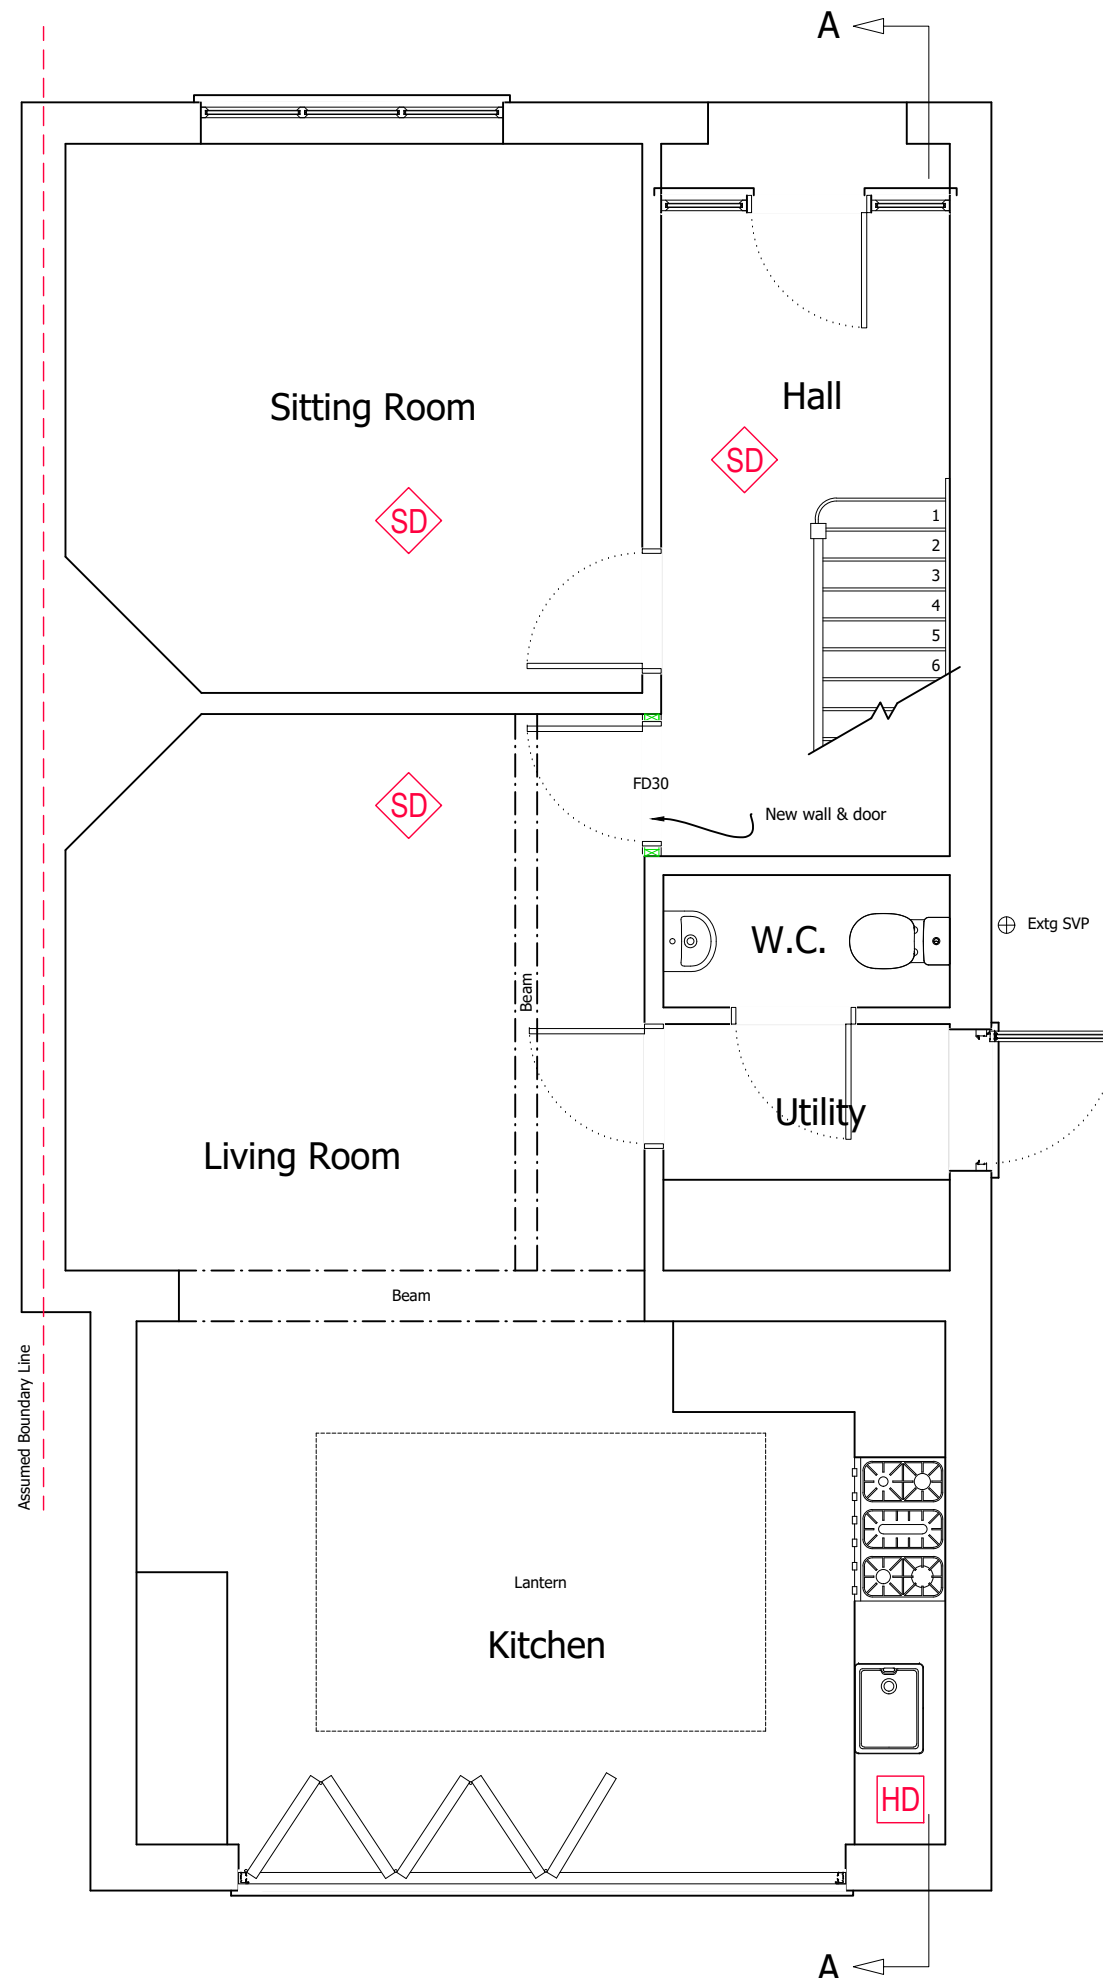 A
Sitting Room
Hall
SD
SD
1
2
3
4
5
6
SD
FD30
New wall & door
W.C.
Extg SVP
Beam
Utility
Living Room
Beam
Assumed Boundary Line
Lantern
Kitchen
HD
A